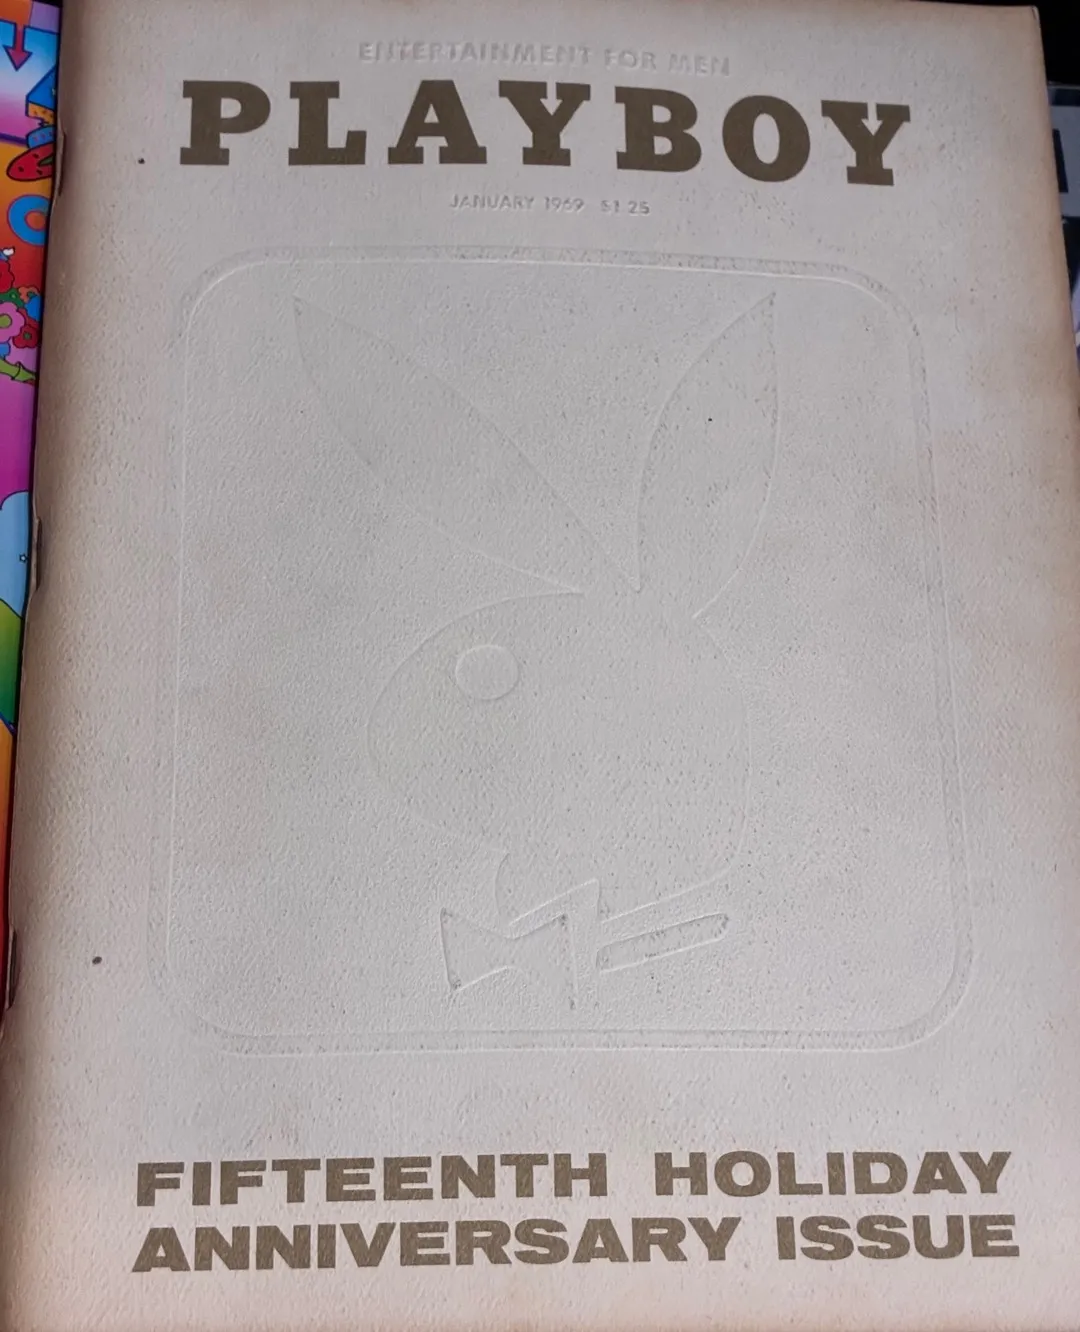 ENTERTAINMENT FOR MEN
PLAYBOY
JANUARY 1969 $1.25
FIFTEENTH HOLIDAY
ANNIVERSARY ISSUE